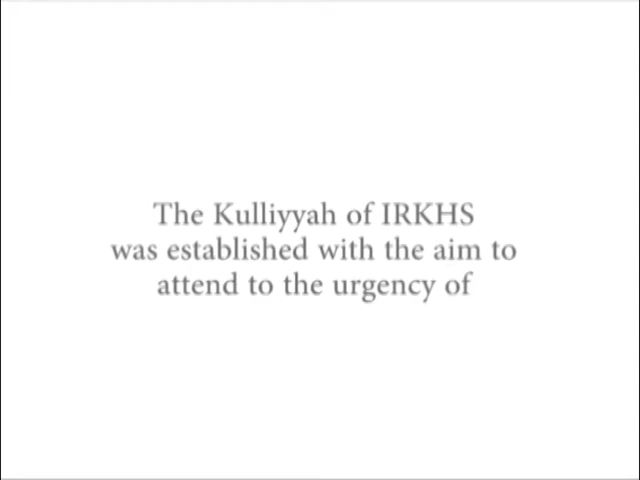 The Kulliyyah of IRKHS
was established with the aim to
attend to the urgency of